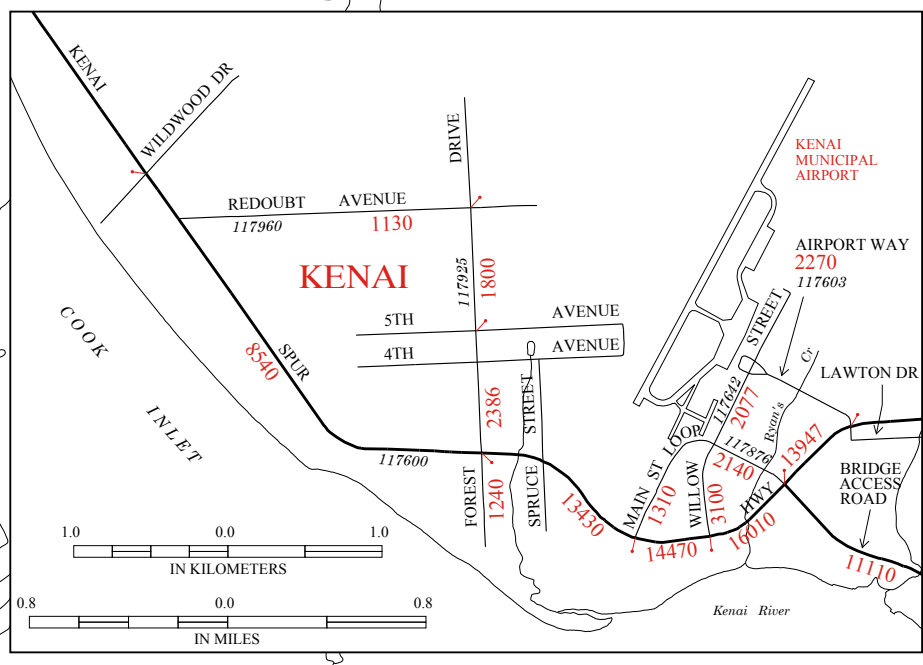 KENAI
WILDWOOD DR
DRIVE
KENAI
MUNICIPAL
AIRPORT
REDOUBT AVENUE
117960
1130
AIRPORT WAY
2270
117603
KENAI
117925
1800
STREET
5TH AVENUE
4TH AVENUE
COOK
INLET
8540
SPUR
2386
STREET
117642
2077
Ryan's Cr
LAWTON DR
117600
MAIN ST LOOP
117876
2140
13947
FOREST
1240
SPRUCE
13430
1310
WILLOW
3100
HWY
16010
BRIDGE
ACCESS
ROAD
14470
11110
1.0 0.0 1.0
IN KILOMETERS
0.8 0.0 0.8
IN MILES
Kenai River